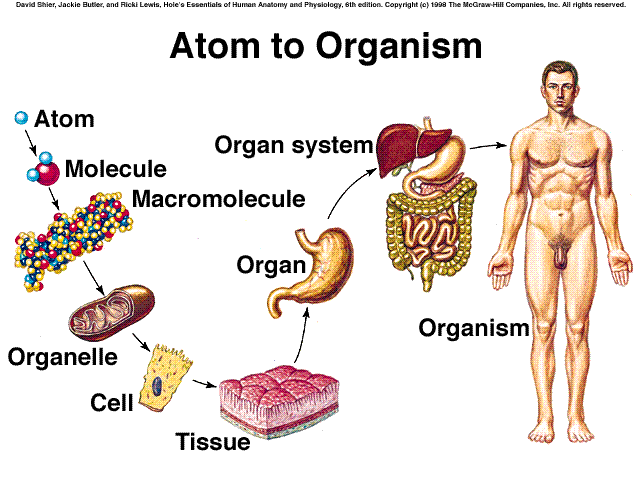 David Shier, Jackie Butler, and Ricki Lewis, Hole's Essentials of Human Anatomy and Physiology, 6th edition. Copyright (c) 1998 The McGraw-Hill Companies, Inc. All rights reserved.
Atom to Organism
Atom
Molecule
Macromolecule
Organelle
Cell
Tissue
Organ
Organ system
Organism